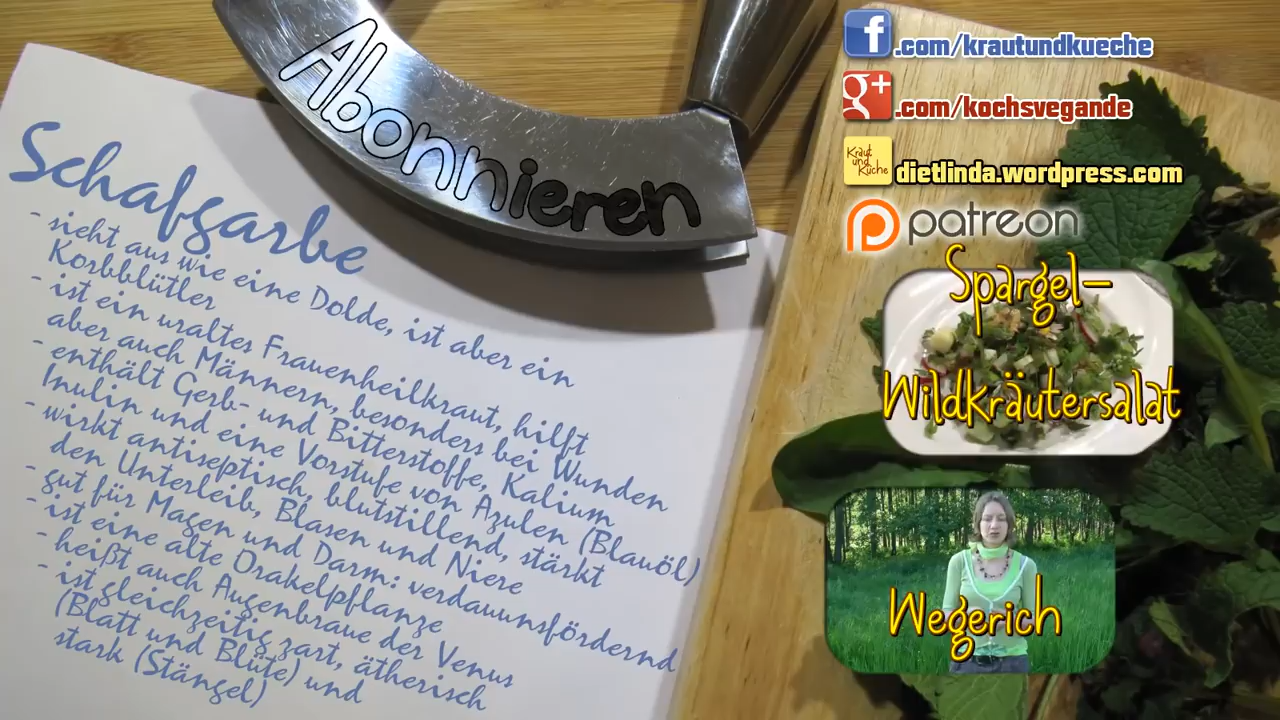 Abonnieren
Schafgarbe
- sieht aus wie eine Dolde, ist aber ein
Korbblütler
- ist ein uraltes Frauenheilkraut, hilft
aber auch Männern, besonders bei Wunden
- enthält Gerb- und Bitterstoffe, Kalium
Inulin und eine Vorstufe von Azulen (Blauöl)
- wirkt antiseptisch, blutstillend, stärkt
den Unterleib, Blasen und Niere
- gut für Magen und Darm: verdauunsfördernd
- ist eine alte Orakelpflanze
- heißt auch Augenbraue der Venus
- ist gleichzeitig zart, ätherisch
(Blatt und Blüte) und
stark (Stängel)
f .com/krautundkueche
g+ .com/kochsvegande
Kraut
und
Küche
dietlinda.wordpress.com
patreon
Spargel-
Wildkräutersalat
Wegerich